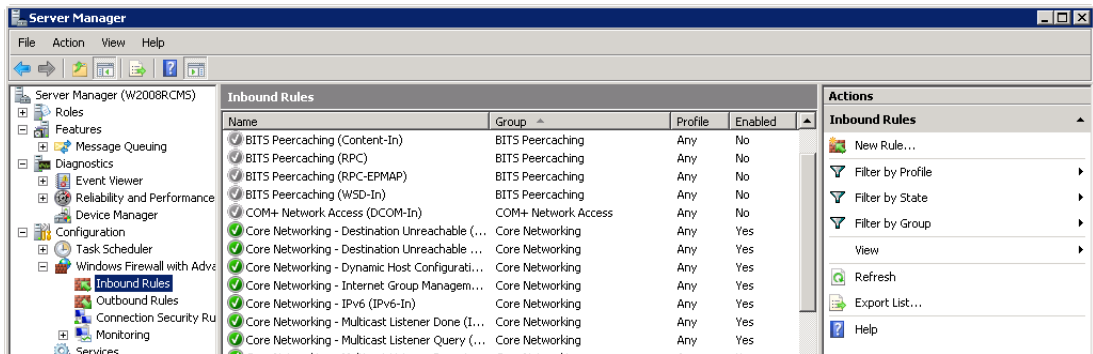 Server Manager
File Action View Help
Server Manager (W2008RCMS)
Roles
Features
Message Queuing
Diagnostics
Event Viewer
Reliability and Performance
Device Manager
Configuration
Task Scheduler
Windows Firewall with Adva
Inbound Rules
Outbound Rules
Connection Security Ru
Monitoring
Services
Inbound Rules
Name Group Profile Enabled
BITS Peercaching (Content-In) BITS Peercaching Any No
BITS Peercaching (RPC) BITS Peercaching Any No
BITS Peercaching (RPC-EPMAP) BITS Peercaching Any No
BITS Peercaching (WSD-In) BITS Peercaching Any No
COM+ Network Access (DCOM-In) COM+ Network Access Any No
Core Networking - Destination Unreachable (... Core Networking Any Yes
Core Networking - Destination Unreachable ... Core Networking Any Yes
Core Networking - Dynamic Host Configurati... Core Networking Any Yes
Core Networking - Internet Group Managem... Core Networking Any Yes
Core Networking - IPv6 (IPv6-In) Core Networking Any Yes
Core Networking - Multicast Listener Done (I... Core Networking Any Yes
Core Networking - Multicast Listener Query (... Core Networking Any Yes
Actions
Inbound Rules
New Rule...
Filter by Profile
Filter by State
Filter by Group
View
Refresh
Export List...
Help